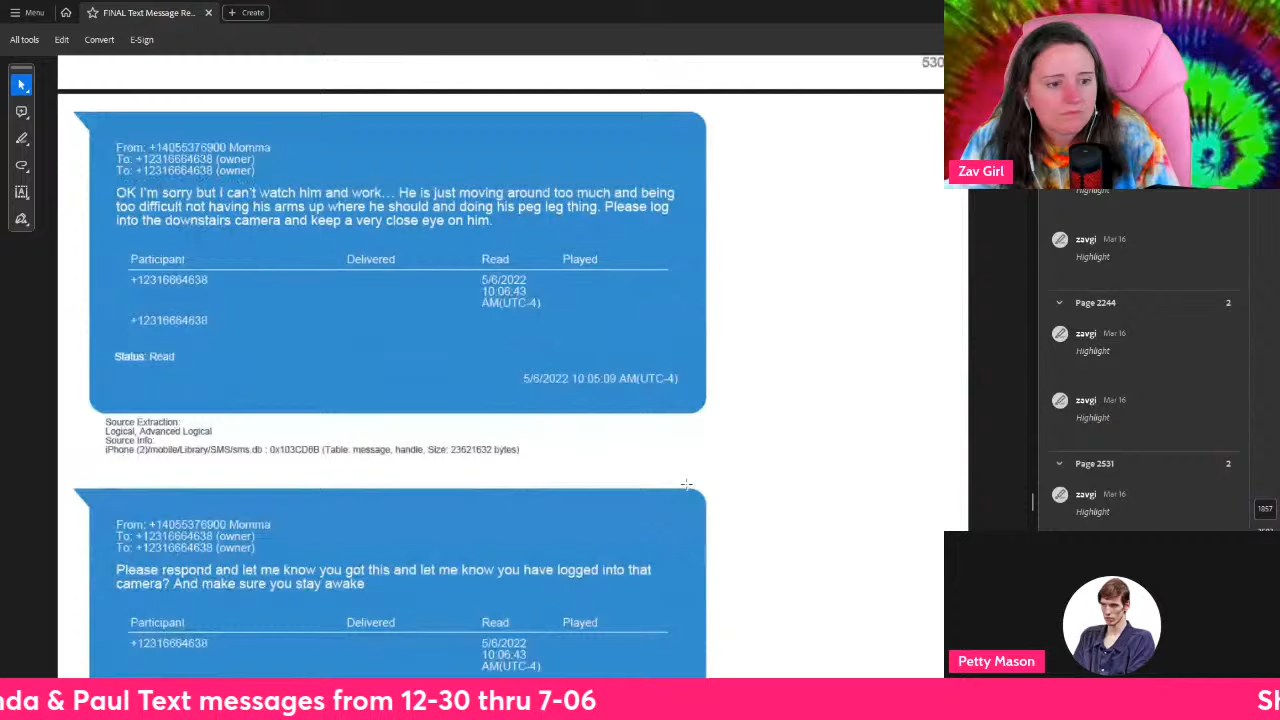 Menu
FINAL Text Message Re...
Create
All tools
Edit
Convert
E-Sign
530
From: +14055376900 Momma
To: +12316664638 (owner)
To: +12316664638 (owner)
OK I'm sorry but I can't watch him and work... He is just moving around too much and being
too difficult not having his arms up where he should and doing his peg leg thing. Please log
into the downstairs camera and keep a very close eye on him.
Participant Delivered Read Played
+12316664638 5/6/2022
10:06:43
AM(UTC-4)
+12316664638
Status: Read
5/6/2022 10:05:09 AM(UTC-4)
Source Extraction:
Logical, Advanced Logical
Source Info:
iPhone (2)/mobile/Library/SMS/sms.db : 0x103CD6B (Table: message, handle, Size: 23621632 bytes)
From: +14055376900 Momma
To: +12316664638 (owner)
To: +12316664638 (owner)
Please respond and let me know you got this and let me know you have logged into that
camera? And make sure you stay awake
Participant Delivered Read Played
+12316664638 5/6/2022
10:06:43
AM(UTC-4)
Zav Girl
Highlight
zavgi Mar 16
Highlight
Page 2244 2
zavgi Mar 16
Highlight
zavgi Mar 16
Highlight
Page 2531 2
zavgi Mar 16
Highlight
1857
Petty Mason
nda & Paul Text messages from 12-30 thru 7-06
Sh